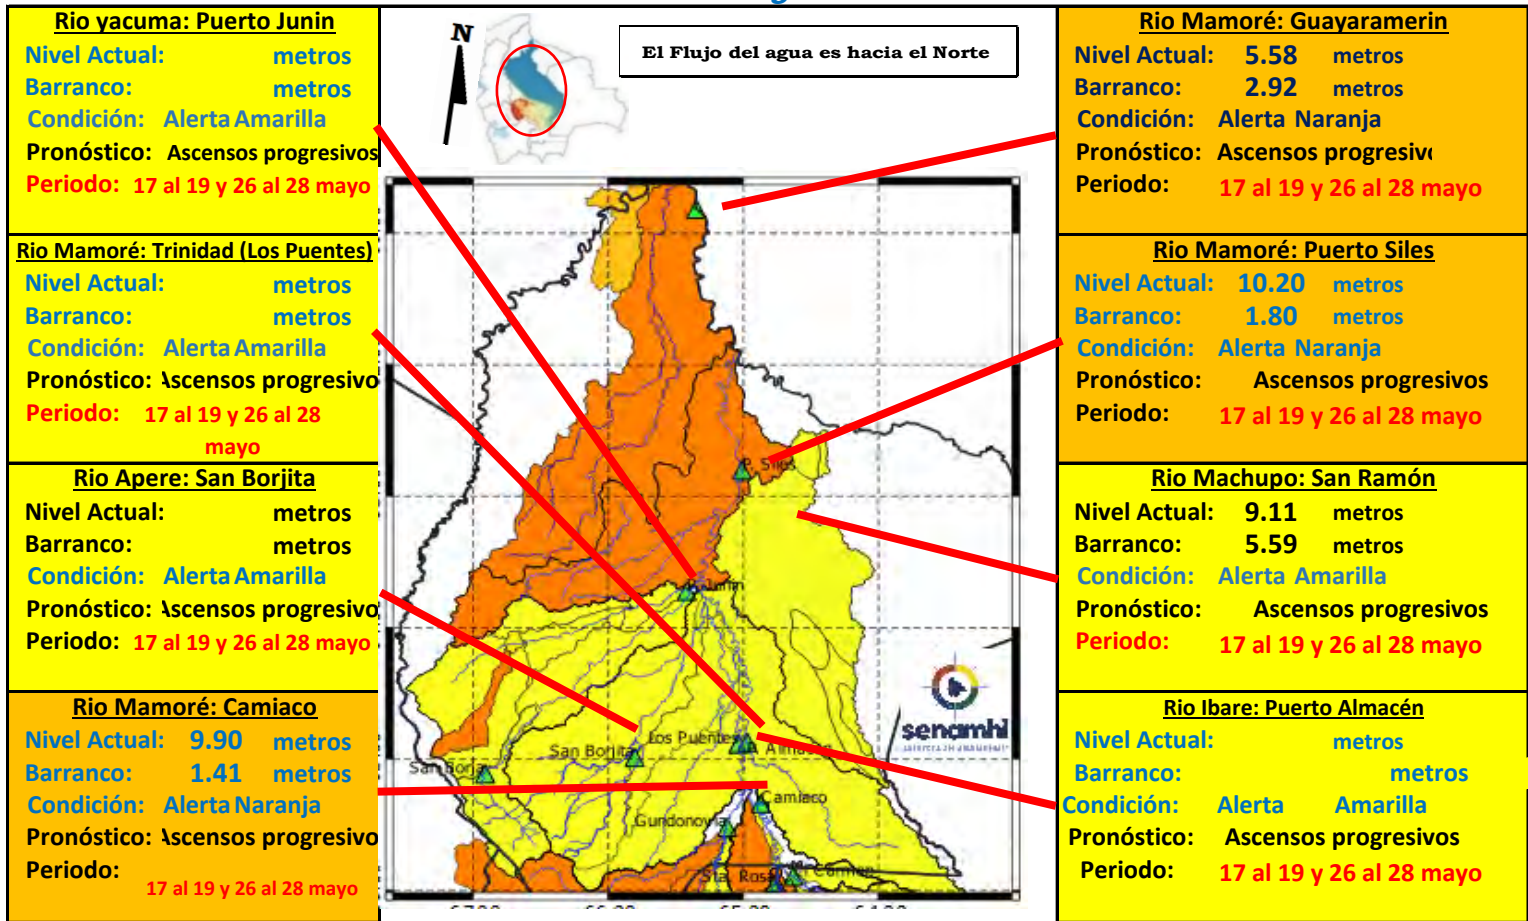 Rio yacuma: Puerto Junin
Nivel Actual: metros
Barranco: metros
Condición: Alerta Amarilla
Pronóstico: Ascensos progresivos
Periodo: 17 al 19 y 26 al 28 mayo
Rio Mamoré: Trinidad (Los Puentes)
Nivel Actual: metros
Barranco: metros
Condición: Alerta Amarilla
Pronóstico: Ascensos progresivo
Periodo: 17 al 19 y 26 al 28
mayo
Rio Apere: San Borjita
Nivel Actual: metros
Barranco: metros
Condición: Alerta Amarilla
Pronóstico: Ascensos progresivo
Periodo: 17 al 19 y 26 al 28 mayo
Rio Mamoré: Camiaco
Nivel Actual: 9.90 metros
Barranco: 1.41 metros
Condición: Alerta Naranja
Pronóstico: Ascensos progresivo
Periodo:
17 al 19 y 26 al 28 mayo
N
El Flujo del agua es hacia el Norte
P. Siles
P. Junin
Los Puentes
P. Almacén
San Borjita
San Borja
Camiaco
Gundonovia
Sta. Rosa
senamhi
Rio Mamoré: Guayaramerin
Nivel Actual: 5.58 metros
Barranco: 2.92 metros
Condición: Alerta Naranja
Pronóstico: Ascensos progresiv
Periodo: 17 al 19 y 26 al 28 mayo
Rio Mamoré: Puerto Siles
Nivel Actual: 10.20 metros
Barranco: 1.80 metros
Condición: Alerta Naranja
Pronóstico: Ascensos progresivos
Periodo: 17 al 19 y 26 al 28 mayo
Rio Machupo: San Ramón
Nivel Actual: 9.11 metros
Barranco: 5.59 metros
Condición: Alerta Amarilla
Pronóstico: Ascensos progresivos
Periodo: 17 al 19 y 26 al 28 mayo
Rio Ibare: Puerto Almacén
Nivel Actual: metros
Barranco: metros
Condición: Alerta Amarilla
Pronóstico: Ascensos progresivos
Periodo: 17 al 19 y 26 al 28 mayo